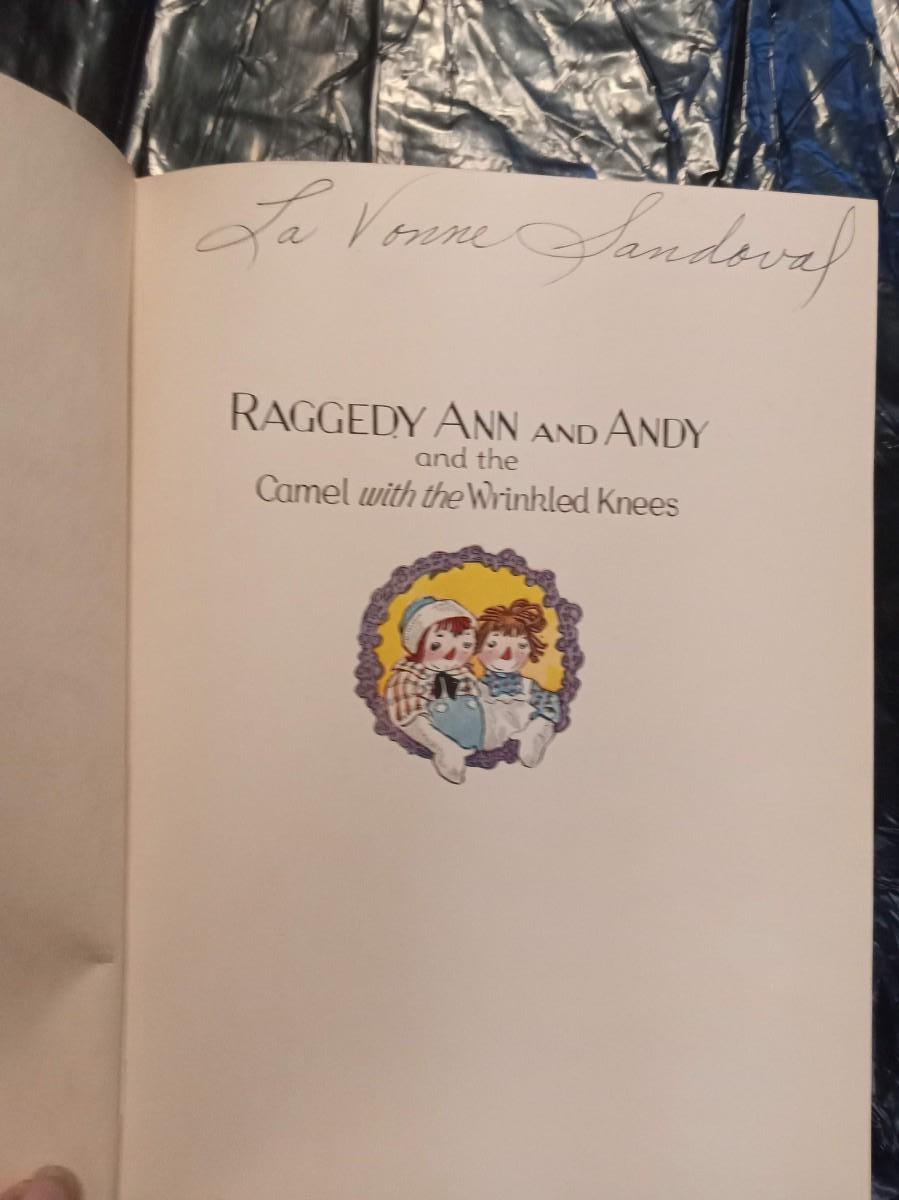 La Vonne Sandoval
RAGGEDY ANN AND ANDY
and the
Camel with the Wrinkled Knees